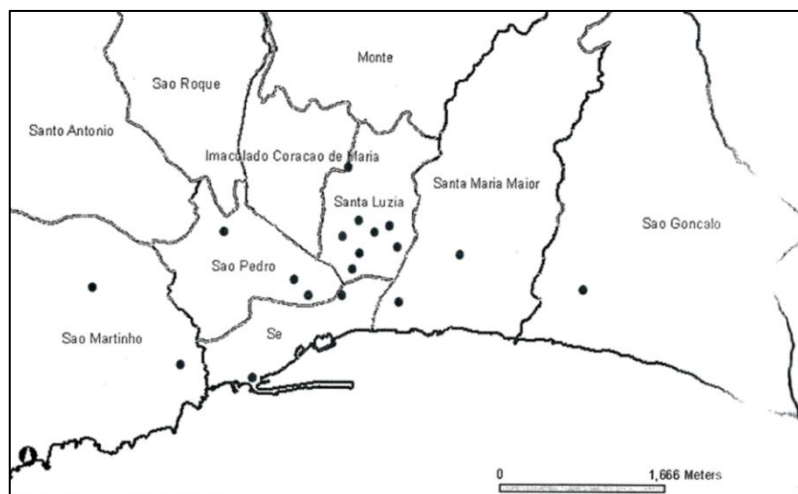 Monte
Sao Roque
Santo Antonio
Imaculado Coracao de Maria
Santa Luzia
Santa Maria Maior
Sao Goncalo
Sao Pedro
Se
Sao Martinho
0 1,666 Meters